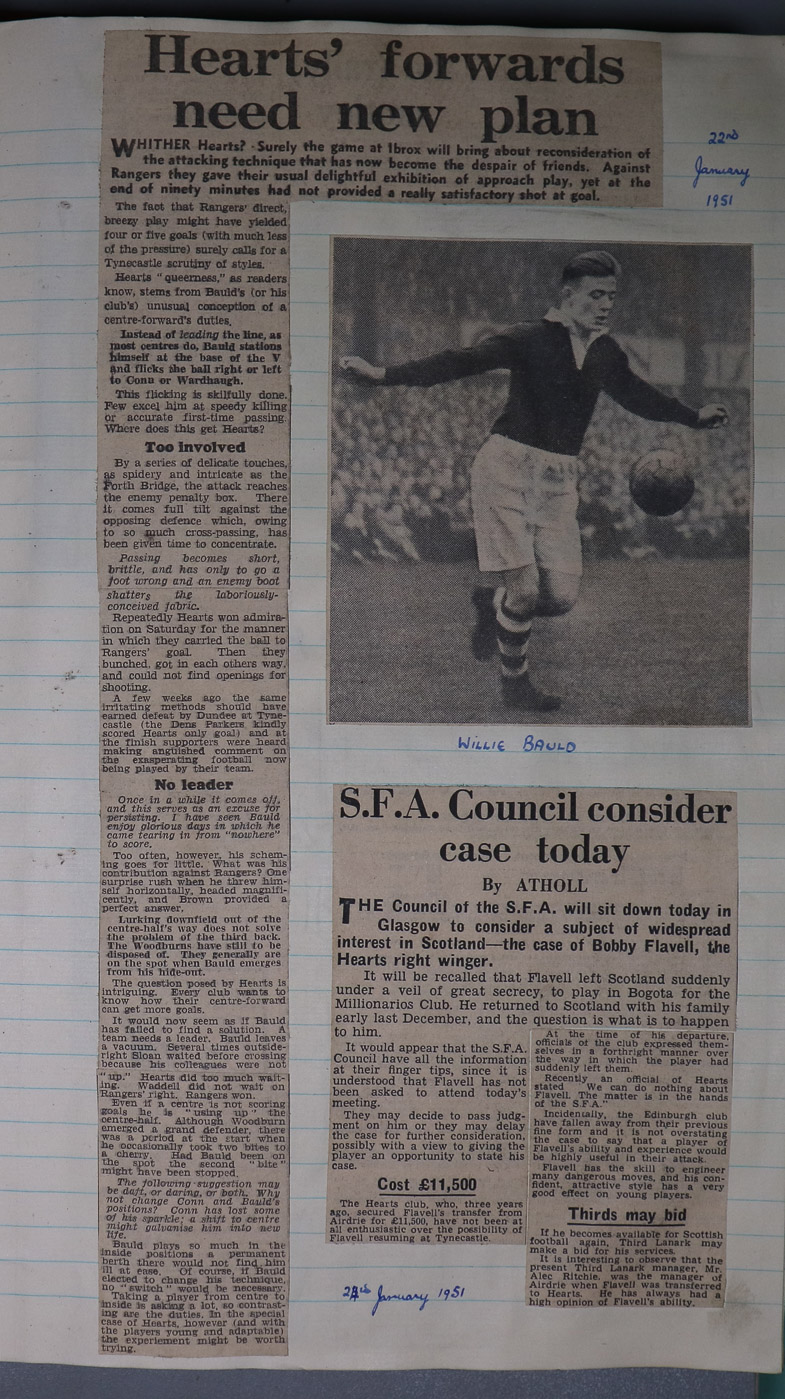 Hearts' forwards
need new plan
WHITHER Hearts? Surely the game at Ibrox will bring about reconsideration of
the attacking technique that has now become the despair of friends. Against
Rangers they gave their usual delightful exhibition of approach play, yet at the
end of ninety minutes had not provided a really satisfactory shot at goal.
22nd
January
1951
The fact that Rangers' direct,
breezy play might have yielded
four or five goals (with much less
of the pressure) surely calls for a
Tynecastle scrutiny of styles.
Hearts "queerness," as readers
know, stems from Bauld's (or his
club's) unusual conception of a
centre-forward's duties.
Instead of leading the line, as
most centres do, Bauld stations
himself at the base of the V
and flicks the ball right or left
to Conn or Wardhaugh.
This flicking is skilfully done.
Few excel him at speedy killing
or accurate first-time passing.
Where does this get Hearts?
Too involved
By a series of delicate touches,
as spidery and intricate as the
Forth Bridge, the attack reaches
the enemy penalty box. There
it comes full tilt against the
opposing defence which, owing
to so much cross-passing, has
been given time to concentrate.
Passing becomes short,
brittle, and has only to go a
foot wrong and an enemy boot
shatters the laboriously-
conceived fabric.
Repeatedly Hearts won admira-
tion on Saturday for the manner
in which they carried the ball to
Rangers' goal. Then they
bunched, got in each others way,
and could not find openings for
shooting.
A few weeks ago the same
irritating methods should have
earned defeat by Dundee at Tyne-
castle (the Dens Parkers kindly
scored Hearts only goal) and at
the finish supporters were heard
making anguished comment on
the exasperating football now
being played by their team.
No leader
Once in a while it comes off,
and this serves as an excuse for
persisting. I have seen Bauld
enjoy glorious days in which he
came tearing in from "nowhere"
to score.
Too often, however, his schem-
ing goes for little. What was his
contribution against Rangers? One
surprise rush when he threw him-
self horizontally, headed magnifi-
cently, and Brown provided a
perfect answer.
Lurking downfield out of the
centre-half's way does not solve
the problem of the third back.
The Woodburns have still to be
disposed of. They generally are
on the spot when Bauld emerges
from his hide-out.
The question posed by Hearts is
intriguing. Every club wants to
know how their centre-forward
can get more goals.
It would now seem as if Bauld
has failed to find a solution. A
team needs a leader. Bauld leaves
a vacuum. Several times outside-
right Sloan waited before crossing
because his colleagues were not
"up." Hearts did too much wait-
ing. Waddell did not wait on
Rangers' right. Rangers won.
Even if a centre is not scoring
goals he is "using up" the
centre-half. Although Woodburn
emerged a grand defender, there
was a period at the start when
he occasionally took two bites to
a cherry. Had Bauld been on
the spot the second "bite"
might have been stopped.
The following suggestion may
be daft, or daring, or both. Why
not change Conn and Bauld's
positions? Conn has lost some
of his sparkle; a shift to centre
might galvanise him into new
life.
Bauld plays so much in the
inside positions a permanent
berth there would not find him
ill at ease. Of course, if Bauld
elected to change his technique,
no "switch" would be necessary.
Taking a player from centre to
inside is asking a lot, so contrast-
ing are the duties. In the special
case of Hearts, however (and with
the players young and adaptable)
the experiement might be worth
trying.
WILLIE BAULD
S.F.A. Council consider
case today
By ATHOLL
THE Council of the S.F.A. will sit down today in
Glasgow to consider a subject of widespread
interest in Scotland—the case of Bobby Flavell, the
Hearts right winger.
It will be recalled that Flavell left Scotland suddenly
under a veil of great secrecy, to play in Bogota for the
Millionarios Club. He returned to Scotland with his family
early last December, and the question is what is to happen
to him.
It would appear that the S.F.A.
Council have all the information
at their finger tips, since it is
understood that Flavell has not
been asked to attend today's
meeting.
They may decide to pass judg-
ment on him or they may delay
the case for further consideration,
possibly with a view to giving the
player an opportunity to state his
case.
Cost £11,500
The Hearts club, who, three years
ago, secured Flavell's transfer from
Airdrie for £11,500, have not been at
all enthusiastic over the possibility of
Flavell resuming at Tynecastle.
At the time of his departure,
officials of the club expressed them-
selves in a forthright manner over
the way in which the player had
suddenly left them.
Recently an official of Hearts
stated "We can do nothing about
Flavell. The matter is in the hands
of the S.F.A."
Incidentally, the Edinburgh club
have fallen away from their previous
fine form and it is not overstating
the case to say that a player of
Flavell's ability and experience would
be highly useful in their attack.
Flavell has the skill to engineer
many dangerous moves, and his con-
fident, attractive style has a very
good effect on young players.
Thirds may bid
If he becomes available for Scottish
football again, Third Lanark may
make a bid for his services.
It is interesting to observe that the
present Third Lanark manager, Mr.
Alec Ritchie, was the manager of
Airdrie when Flavell was transferred
to Hearts. He has always had a
high opinion of Flavell's ability.
January 1951